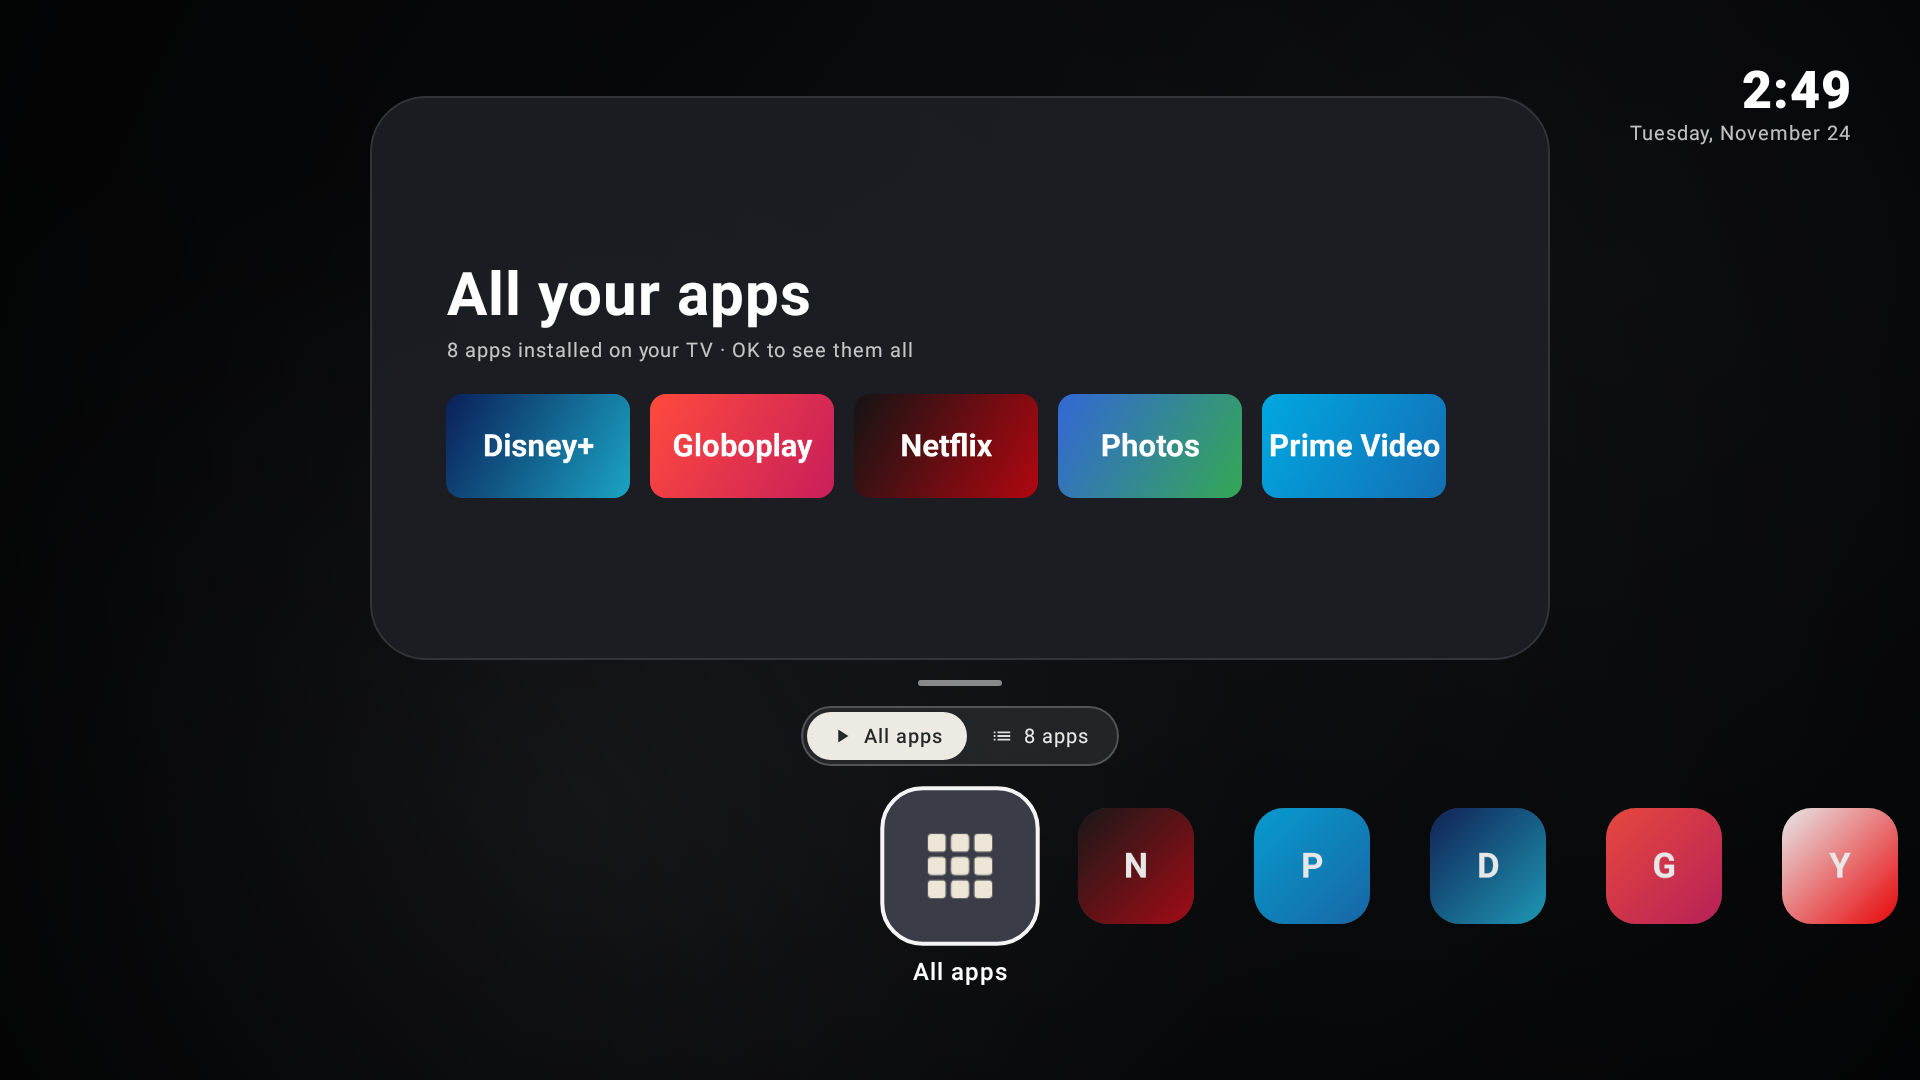 2:49
Tuesday, November 24
All your apps
8 apps installed on your TV · OK to see them all
Disney+
Globoplay
Netflix
Photos
Prime Video
All apps
8 apps
N
P
D
G
Y
All apps